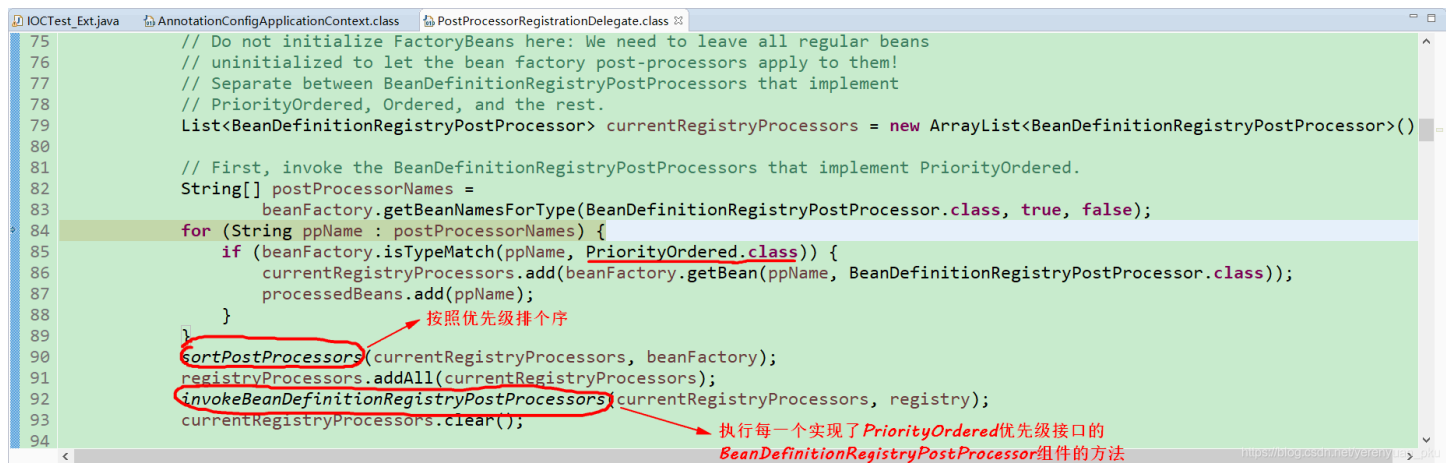 IOCTest_Ext.java AnnotationConfigApplicationContext.class PostProcessorRegistrationDelegate.class
75 // Do not initialize FactoryBeans here: We need to leave all regular beans
76 // uninitialized to let the bean factory post-processors apply to them!
77 // Separate between BeanDefinitionRegistryPostProcessors that implement
78 // PriorityOrdered, Ordered, and the rest.
79 List<BeanDefinitionRegistryPostProcessor> currentRegistryProcessors = new ArrayList<BeanDefinitionRegistryPostProcessor>()
80
81 // First, invoke the BeanDefinitionRegistryPostProcessors that implement PriorityOrdered.
82 String[] postProcessorNames =
83 beanFactory.getBeanNamesForType(BeanDefinitionRegistryPostProcessor.class, true, false);
84 for (String ppName : postProcessorNames) {
85 if (beanFactory.isTypeMatch(ppName, PriorityOrdered.class)) {
86 currentRegistryProcessors.add(beanFactory.getBean(ppName, BeanDefinitionRegistryPostProcessor.class));
87 processedBeans.add(ppName);
88 }
89 }
按照优先级排个序
90 sortPostProcessors(currentRegistryProcessors, beanFactory);
91 registryProcessors.addAll(currentRegistryProcessors);
92 invokeBeanDefinitionRegistryPostProcessors(currentRegistryProcessors, registry);
93 currentRegistryProcessors.clear();
94
执行每一个实现了PriorityOrdered优先级接口的
BeanDefinitionRegistryPostProcessor组件的方法